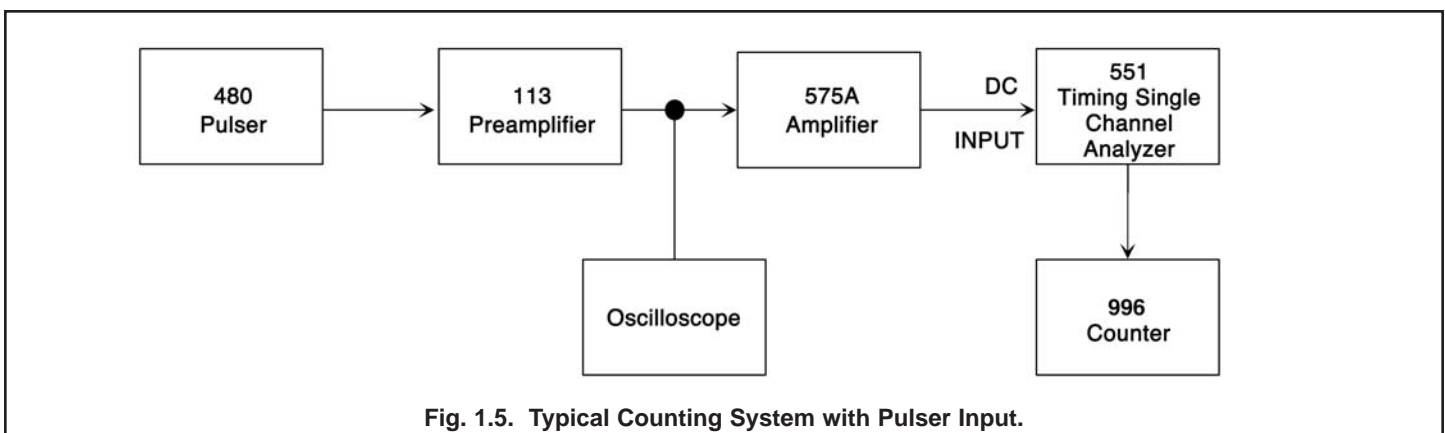 480
Pulser
113
Preamplifier
575A
Amplifier
DC
INPUT
551
Timing Single
Channel
Analyzer
Oscilloscope
996
Counter
Fig. 1.5. Typical Counting System with Pulser Input.